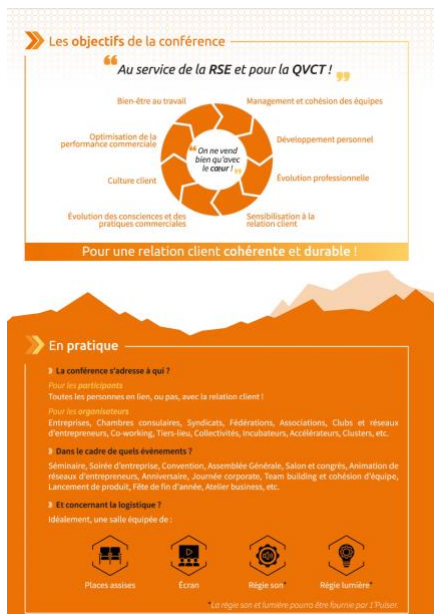 Les objectifs de la conférence
“Au service de la RSE et pour la QVCT ! ”
Bien-être au travail
Management et cohésion des équipes
Optimisation de la
performance commerciale
Développement personnel
“ On ne vend
bien qu'avec
le cœur ! ”
Culture client
Évolution professionnelle
Évolution des consciences et des
pratiques commerciales
Sensibilisation à la
relation client
Pour une relation client cohérente et durable !
En pratique
La conférence s'adresse à qui ?
Pour les participants
Toutes les personnes en lien, ou pas, avec la relation client !
Pour les organisateurs
Entreprises, Chambres consulaires, Syndicats, Fédérations, Associations, Clubs et réseaux
d'entrepreneurs, Co-working, Tiers-lieu, Collectivités, Incubateurs, Accélérateurs, Clusters, etc.
Dans le cadre de quels évènements ?
Séminaire, Soirée d'entreprise, Convention, Assemblée Générale, Salon et congrès, Animation de
réseaux d'entrepreneurs, Anniversaire, Journée corporate, Team building et cohésion d'équipe,
Lancement de produit, Fête de fin d'année, Atelier business, etc.
Et concernant la logistique ?
Idéalement, une salle équipée de :
Places assises
Écran
Régie son*
Régie lumière*
*La régie son et lumière pourra être fournie par 1'Pulser.